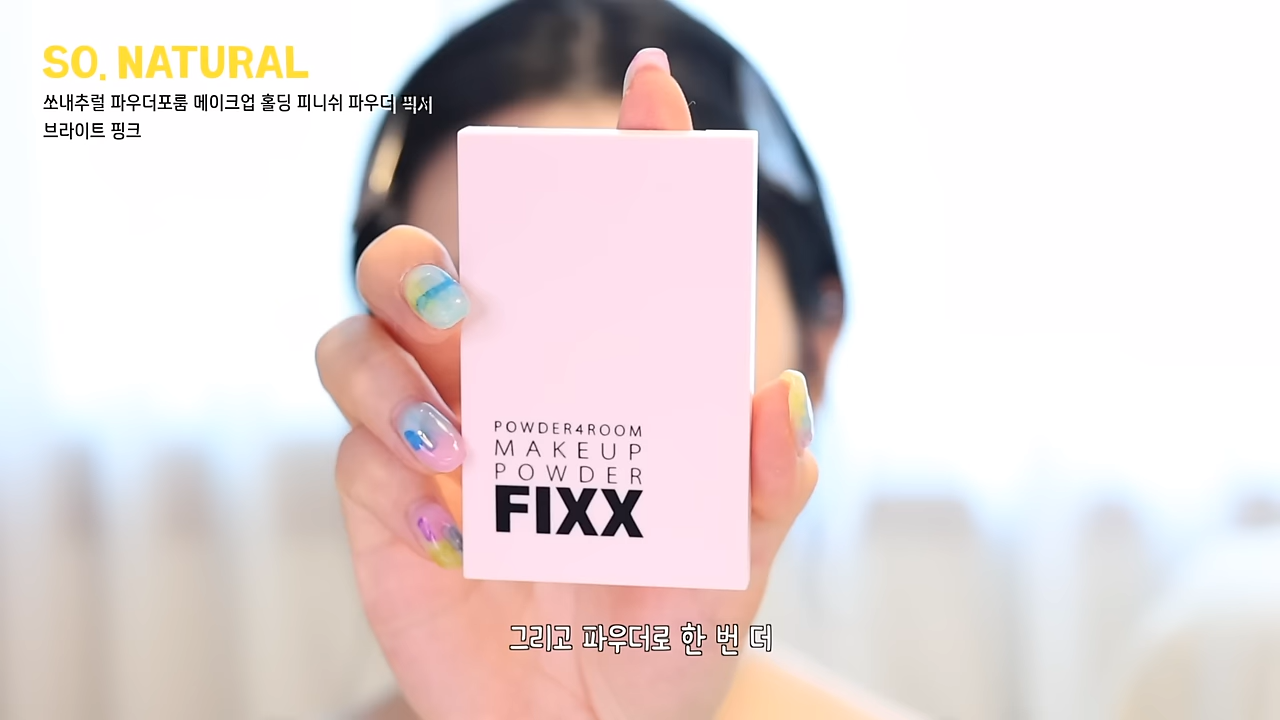 SO, NATURAL
쏘내추럴 파우더포룸 메이크업 홀딩 피니쉬 파우더 픽서
브라이트 핑크
POWDER4ROOM
MAKEUP
POWDER
FIXX
그리고 파우더로 한 번 더